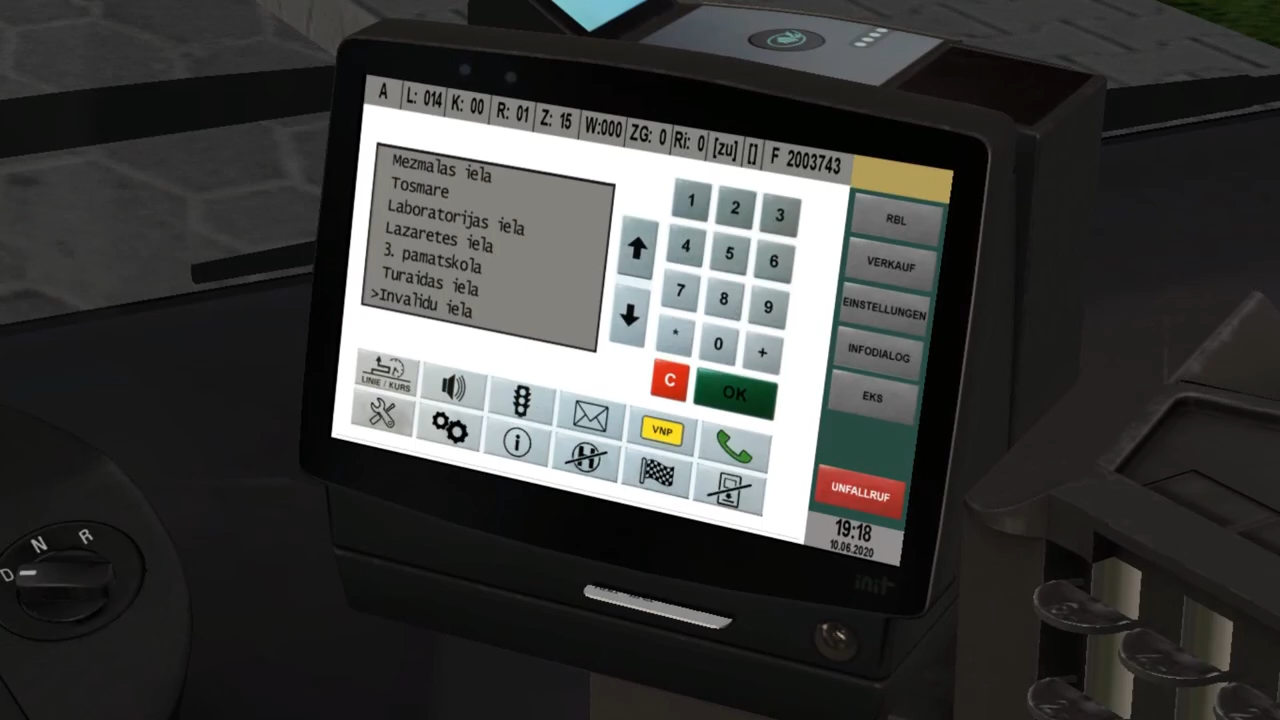 A L: 014 K: 00 R: 01 Z: 15 W:000 ZG: 0 Ri: 0 [zu] [] F 2003743
Mezmalas iela
Tosmare
Laboratorijas iela
Lazaretes iela
3. pamatskola
Turaidas iela
>Invalidu iela
1 2 3
4 5 6
7 8 9
* 0 +
C OK
LINIE / KURS
VNP
RBL
VERKAUF
EINSTELLUNGEN
INFODIALOG
EKS
UNFALLRUF
19:18
10.06.2020
init
D N R